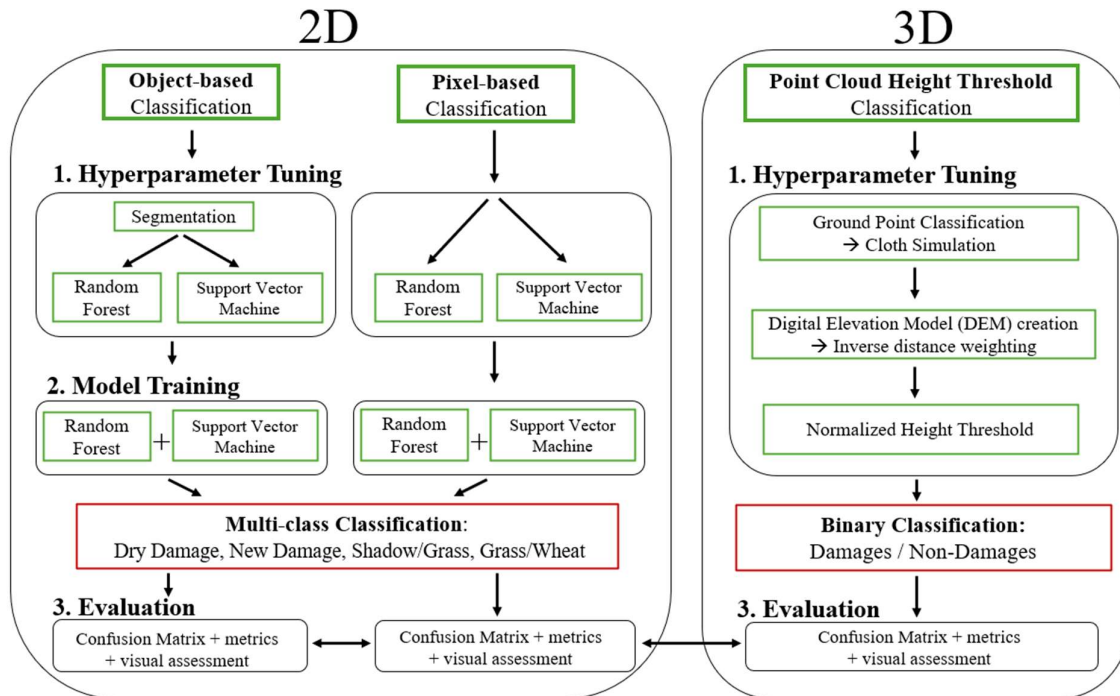 2D
Object-based
Classification
Pixel-based
Classification
1. Hyperparameter Tuning
Segmentation
Random
Forest
Support Vector
Machine
Random
Forest
Support Vector
Machine
2. Model Training
Random
Forest
+
Support Vector
Machine
Random
Forest
+
Support Vector
Machine
Multi-class Classification:
Dry Damage, New Damage, Shadow/Grass, Grass/Wheat
3. Evaluation
Confusion Matrix + metrics
+ visual assessment
Confusion Matrix + metrics
+ visual assessment
3D
Point Cloud Height Threshold
Classification
1. Hyperparameter Tuning
Ground Point Classification
→ Cloth Simulation
Digital Elevation Model (DEM) creation
→ Inverse distance weighting
Normalized Height Threshold
Binary Classification:
Damages / Non-Damages
3. Evaluation
Confusion Matrix + metrics
+ visual assessment